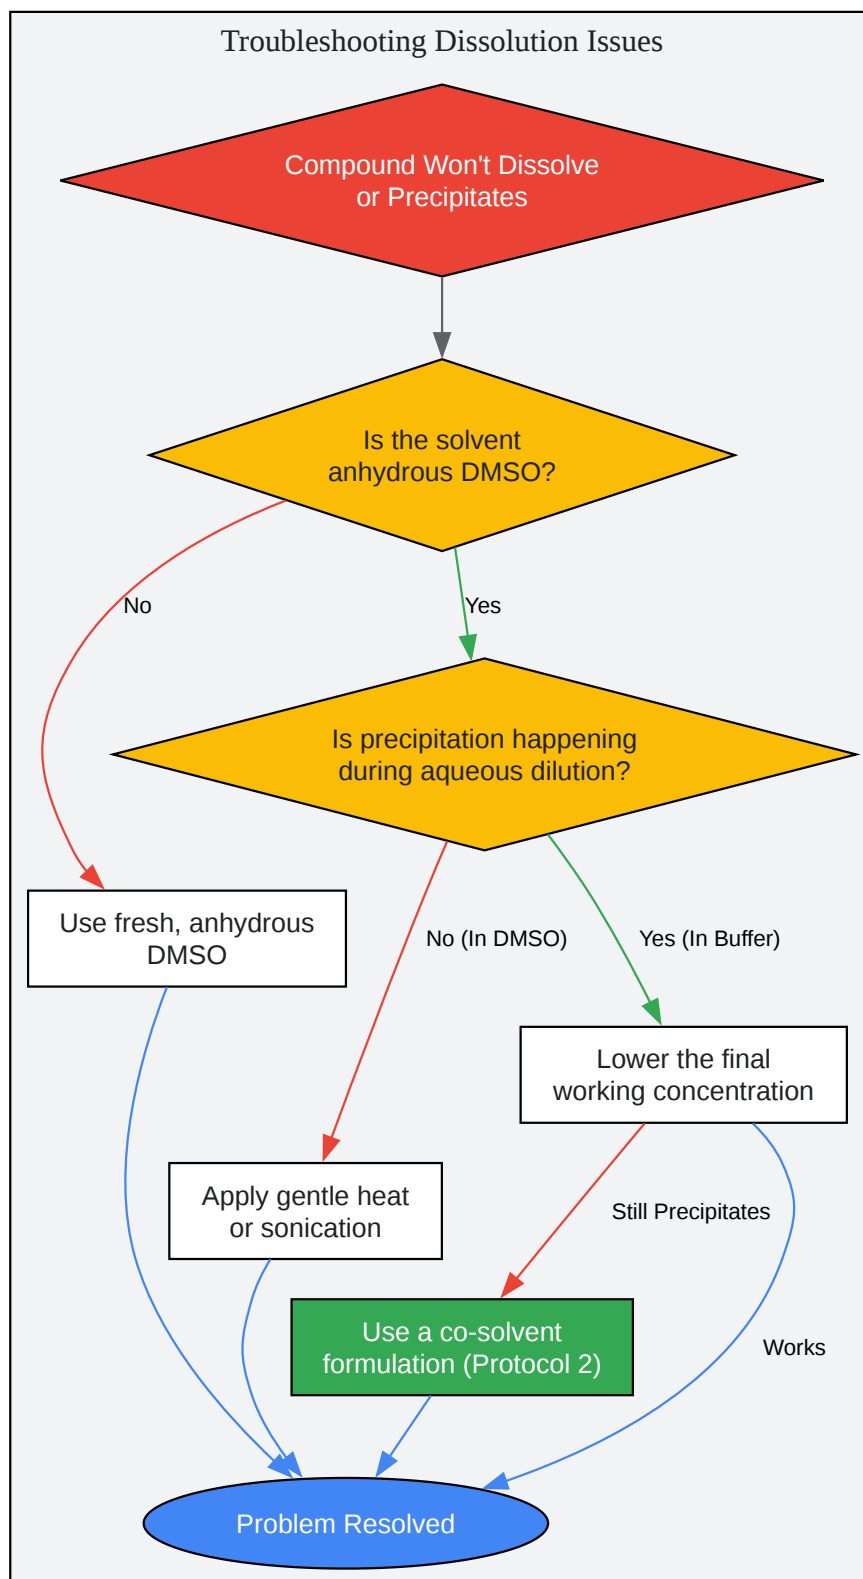 Troubleshooting Dissolution Issues
Compound Won't Dissolve
or Precipitates
Is the solvent
anhydrous DMSO?
No
Yes
Is precipitation happening
during aqueous dilution?
Use fresh, anhydrous
DMSO
No (In DMSO)
Yes (In Buffer)
Lower the final
working concentration
Apply gentle heat
or sonication
Still Precipitates
Use a co-solvent
formulation (Protocol 2)
Works
Problem Resolved